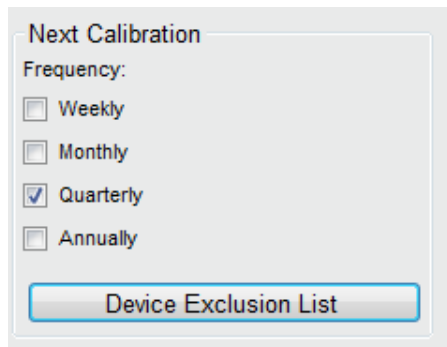 Next Calibration
Frequency:
Weekly
Monthly
Quarterly
Annually
Device Exclusion List